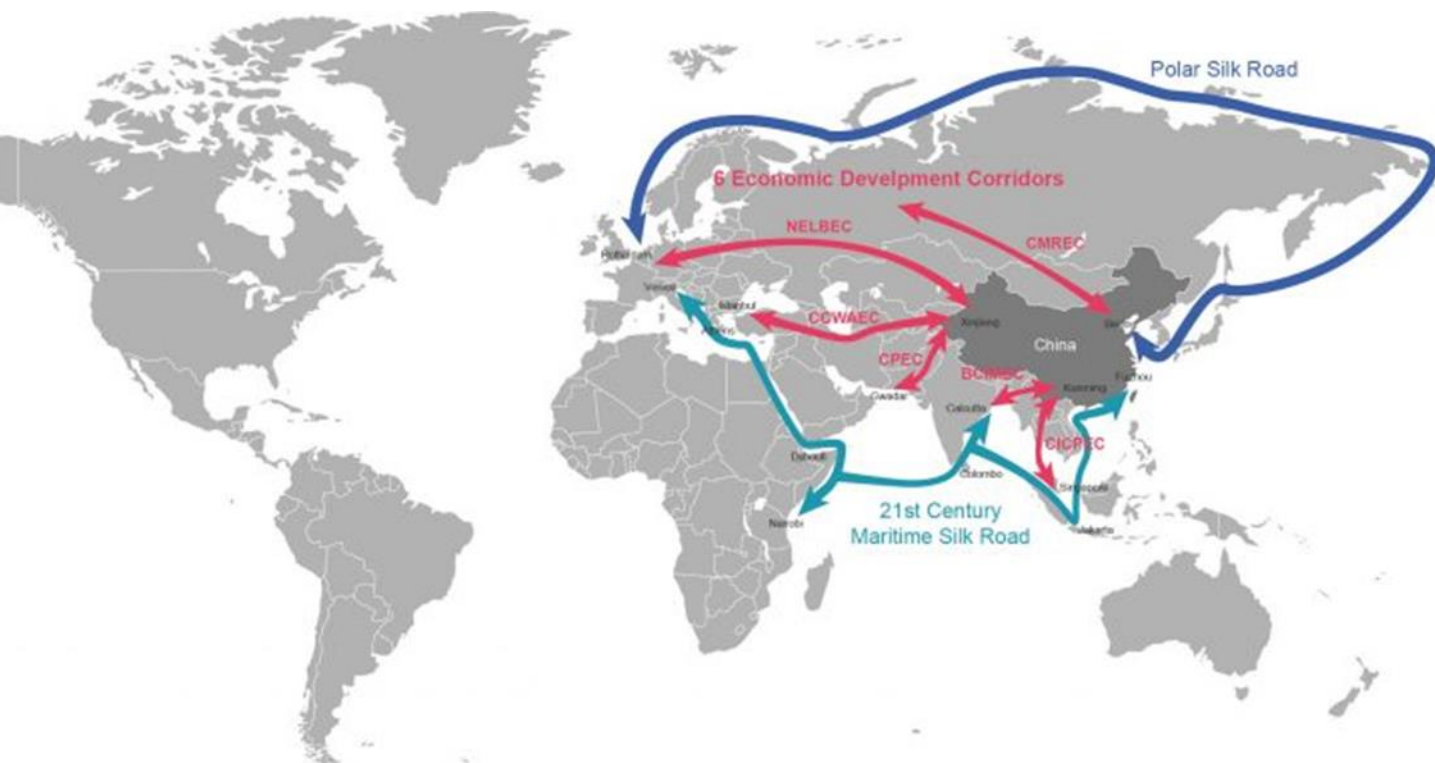 Polar Silk Road
6 Economic Develpment Corridors
NELBEC
CMREC
Rotterdam
Venice
Istanbul
Athens
CCWAEC
Xinjiang
China
CPEC
Gwadar
Fuzhou
Kunming
Calcutta
CICPEC
Djibouti
Colombo
Singapore
Nairobi
21st Century
Maritime Silk Road
Jakarta